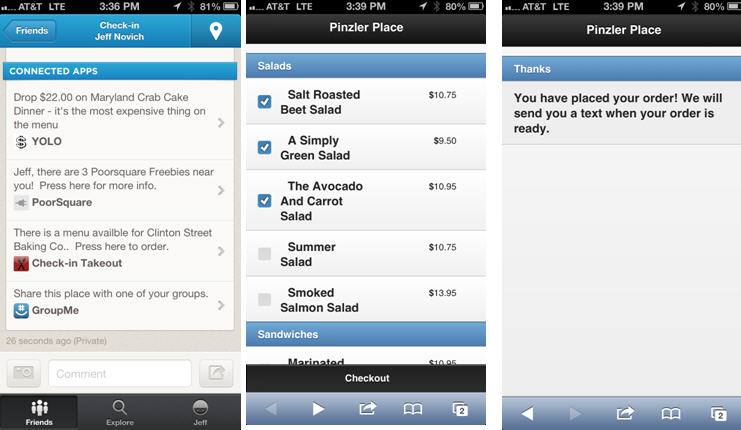 AT&T LTE 3:36 PM 81%
Friends
Check-in
Jeff Novich
CONNECTED APPS
Drop $22.00 on Maryland Crab Cake
Dinner - it's the most expensive thing on
the menu
YOLO
Jeff, there are 3 Poorsquare Freebies near
you! Press here for more info.
PoorSquare
There is a menu availble for Clinton Street
Baking Co.. Press here to order.
Check-in Takeout
Share this place with one of your groups.
GroupMe
26 seconds ago (Private)
Comment
Friends
Explore
Jeff
AT&T LTE 3:39 PM 80%
Pinzler Place
Salads
Salt Roasted
Beet Salad
$10.75
A Simply
Green Salad
$9.50
The Avocado
And Carrot
Salad
$10.95
Summer
Salad
$10.75
Smoked
Salmon Salad
$13.95
Sandwiches
Marinated
$10.95
Checkout
2
AT&T LTE 3:39 PM 80%
Pinzler Place
Thanks
You have placed your order! We will
send you a text when your order is
ready.
2